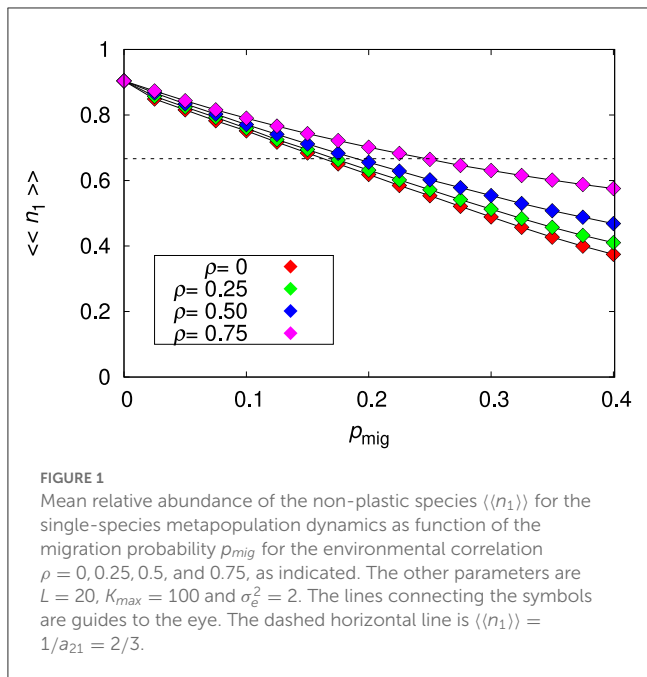 1
0.8
0.6
0.4
0.2
0
<< n1 >>
ρ= 0
ρ= 0.25
ρ= 0.50
ρ= 0.75
0 0.1 0.2 0.3 0.4
pmig
FIGURE 1
Mean relative abundance of the non-plastic species ⟨⟨n1⟩⟩ for the
single-species metapopulation dynamics as function of the
migration probability pmig for the environmental correlation
ρ = 0, 0.25, 0.5, and 0.75, as indicated. The other parameters are
L = 20, Kmax = 100 and σe² = 2. The lines connecting the symbols
are guides to the eye. The dashed horizontal line is ⟨⟨n1⟩⟩ =
1/a21 = 2/3.